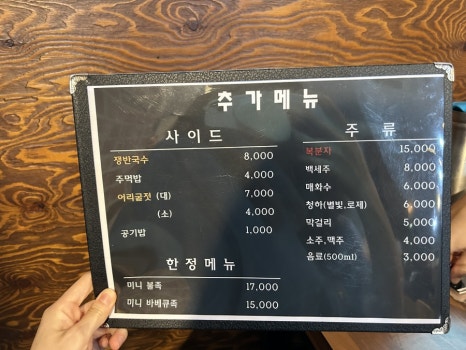 추가메뉴
사이드
쟁반국수 8,000
주먹밥 4,000
어리굴젓 (대) 7,000
(소) 4,000
공기밥 1,000
한정메뉴
미니 불족 17,000
미니 바베큐족 15,000
주류
복분자 15,000
백세주 8,000
매화수 6,000
청하(별빛,로제) 6,000
막걸리 5,000
소주,맥주 4,000
음료(500ml) 3,000